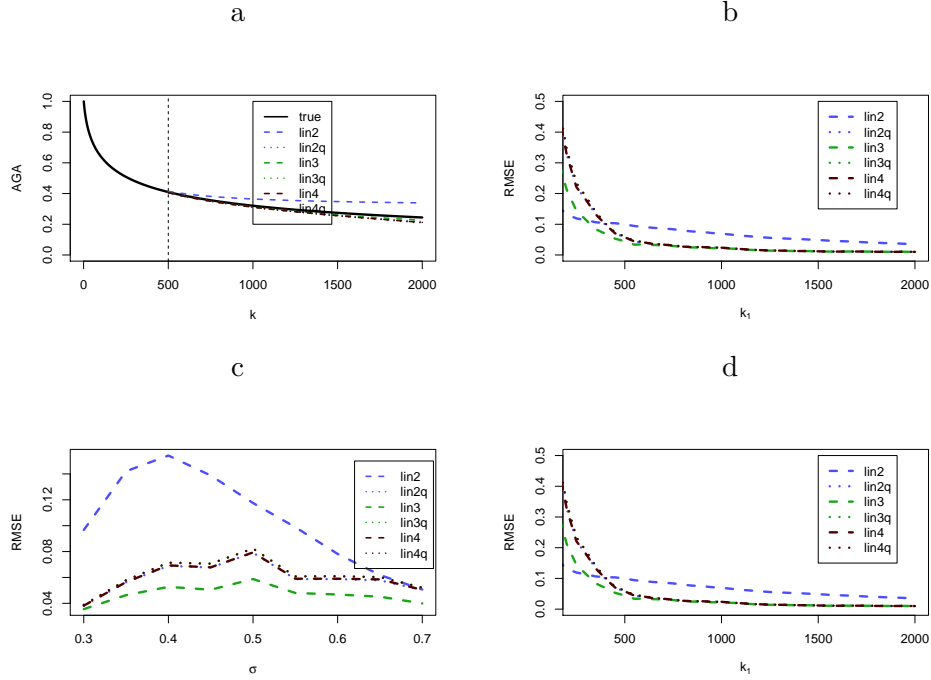 a
AGA
1.0
0.8
0.6
0.4
0.2
0.0
true
lin2
lin2q
lin3
lin3q
lin4
lin4q
0 500 1000 1500 2000
k
b
RMSE
0.5
0.4
0.3
0.2
0.1
0.0
lin2
lin2q
lin3
lin3q
lin4
lin4q
500 1000 1500 2000
k₁
c
RMSE
0.12
0.08
0.04
lin2
lin2q
lin3
lin3q
lin4
lin4q
0.3 0.4 0.5 0.6 0.7
σ
d
RMSE
0.5
0.4
0.3
0.2
0.1
0.0
lin2
lin2q
lin3
lin3q
lin4
lin4q
500 1000 1500 2000
k₁